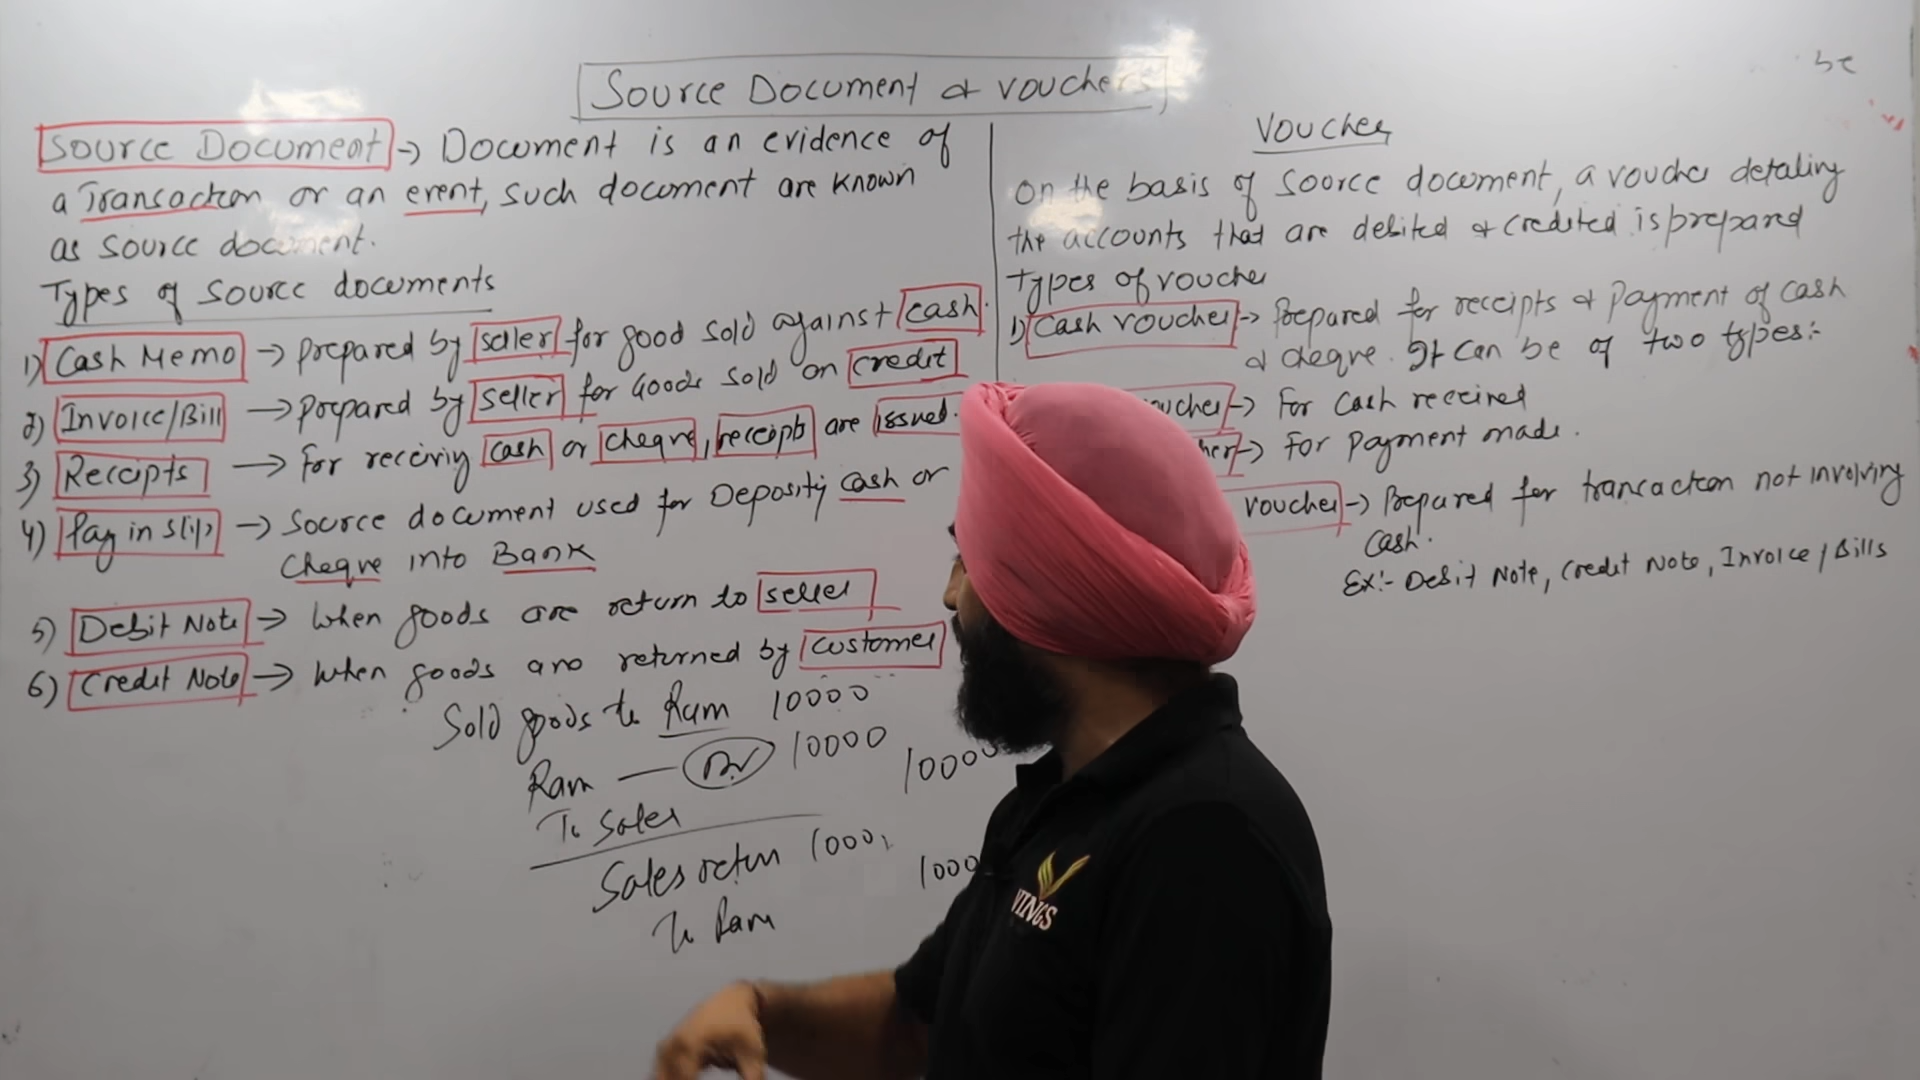 Source Document & Vouchers
be
Source Document → Document is an evidence of
a Transaction or an event, such document are known
as source document.
Types of source documents
1) Cash Memo → prepared by seller for good sold against cash.
2) Invoice/Bill → prepared by seller for Goods sold on credit
3) Receipts → for receiving cash or cheque, receipts are issued.
4) Pay in slip → Source document used for Depositing cash or
Cheque into Bank
5) Debit Note → When goods are return to seller
6) Credit Note → When goods are returned by customer
Sold goods to Ram 10000
Ram — Dr 10000
To Sales 10000
Sales return 1000
To Ram 1000
Voucher
On the basis of source document, a voucher detaling
the accounts that are debited & credited is prepared
Types of voucher
1) Cash voucher → Prepared for receipts & Payment of cash
& cheque. It can be of two types:-
→ For cash received
→ For Payment made.
voucher → Prepared for trancaction not involving
Cash.
Ex:- Debit Note, Credit Note, Invoice / Bills
VINGS